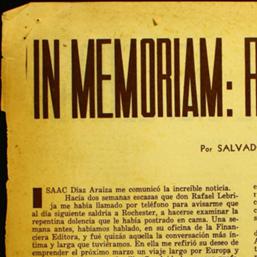 IN MEMORIAM: R
Por SALVAD
ISAAC Díaz Araiza me comunicó la increíble noticia.
Hacía dos semanas escazas que don Rafael Lebri-
ja me había llamado por teléfono para avisarme que
al día siguiente saldría a Rochester, a hacerse examinar la
repentina dolencia que le había postrado en cama. Una se-
mana antes, habíamos hablado, en su oficina de la Finan-
ciera Editora, y fué quizás aquella la conversación más ín-
tima y larga que tuviéramos. En ella me refirió su deseo de
emprender el próximo marzo un viaje largo por Europa y